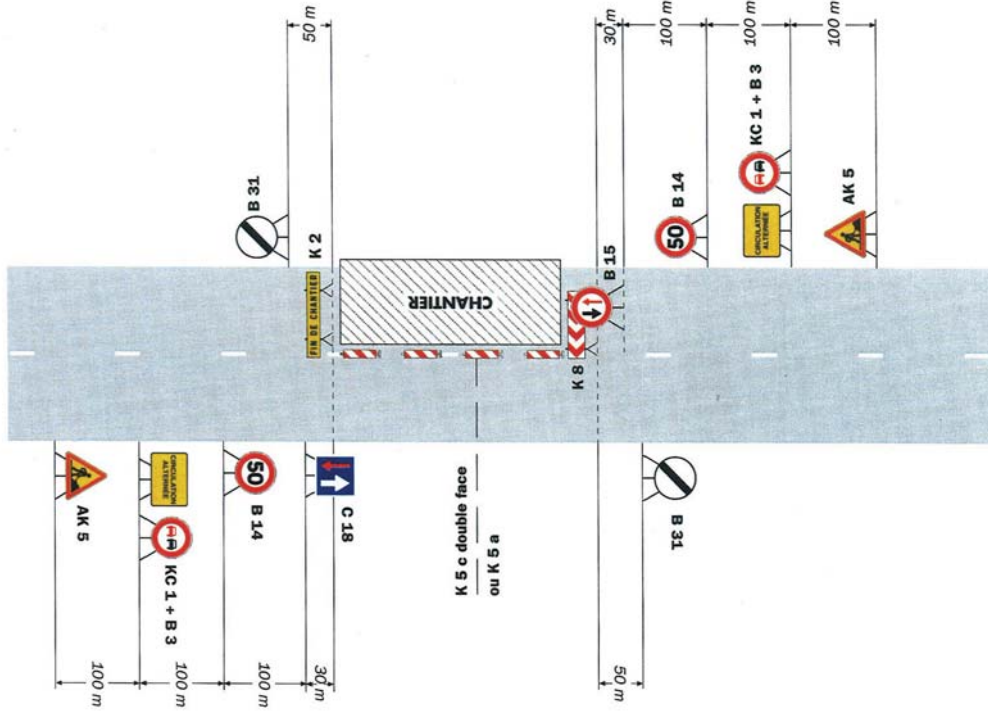 50 m
B 31
K 2
FIN DE CHANTIER
CHANTIER
B 15
K 8
30 m
100 m
100 m
100 m
50
B 14
KC 1 + B 3
CIRCULATION
ALTERNÉE
AK 5
AK 5
CIRCULATION
ALTERNÉE
KC 1 + B 3
50
B 14
C 18
K 5 c double face
ou K 5 a
B 31
100 m
100 m
100 m
30 m
50 m